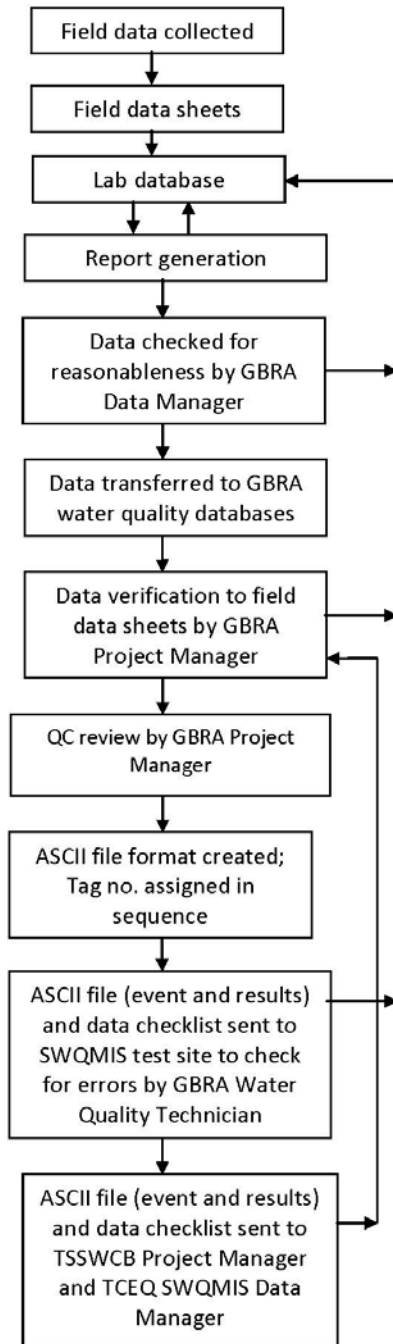 Field data collected
Field data sheets
Lab database
Report generation
Data checked for
reasonableness by GBRA
Data Manager
Data transferred to GBRA
water quality databases
Data verification to field
data sheets by GBRA
Project Manager
QC review by GBRA Project
Manager
ASCII file format created;
Tag no. assigned in
sequence
ASCII file (event and results)
and data checklist sent to
SWQMIS test site to check
for errors by GBRA Water
Quality Technician
ASCII file (event and results)
and data checklist sent to
TSSWCB Project Manager
and TCEQ SWQMIS Data
Manager